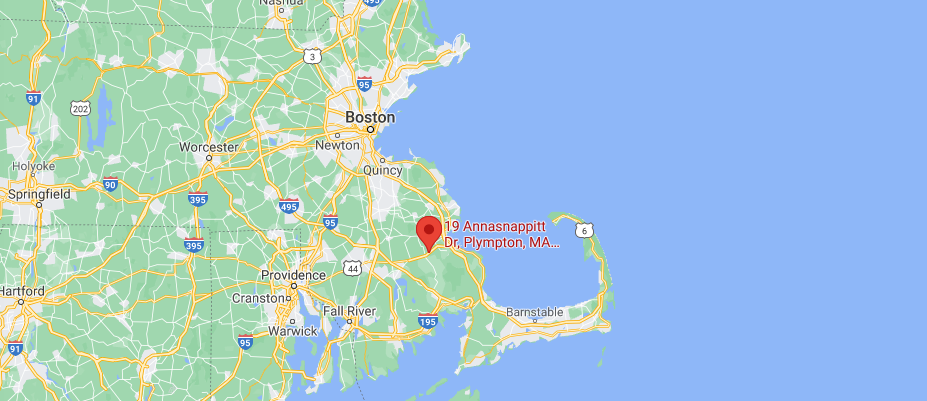 Nashua
495
3
95
91
202
Boston
Worcester
Newton
Holyoke
Quincy
90
Springfield
395
495
95
19 Annasnappitt
Dr, Plympton, MA...
6
395
44
Providence
Hartford
Cranston
Fall River
Barnstable
195
Warwick
95
91